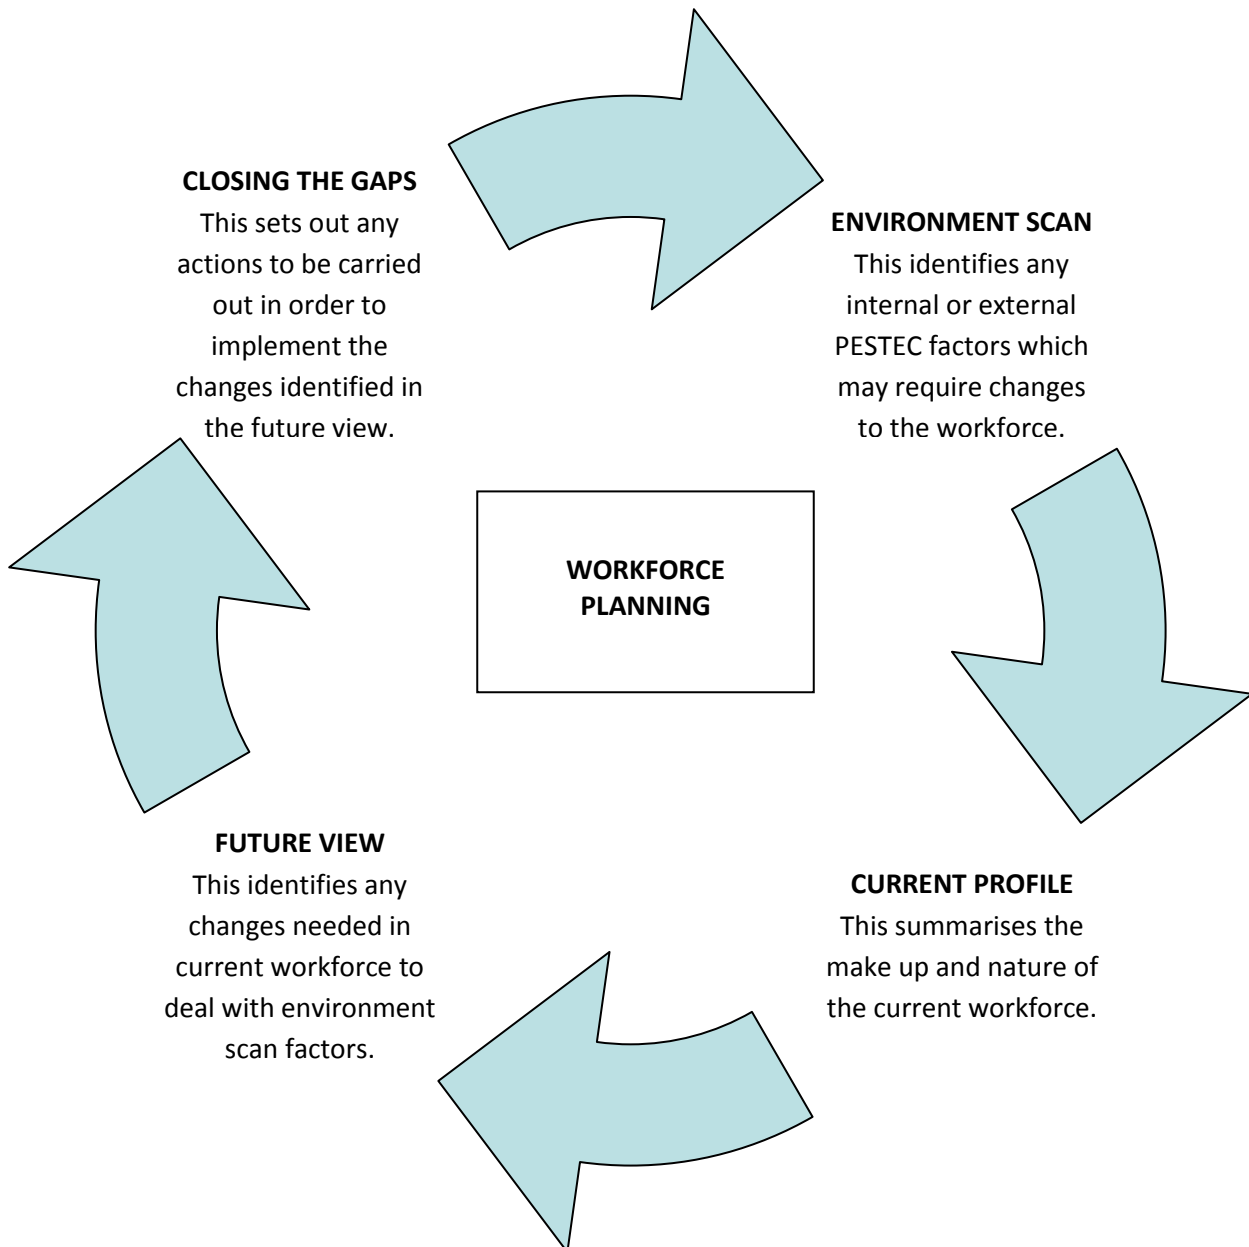 CLOSING THE GAPS
This sets out any
actions to be carried
out in order to
implement the
changes identified in
the future view.
ENVIRONMENT SCAN
This identifies any
internal or external
PESTEC factors which
may require changes
to the workforce.
WORKFORCE
PLANNING
FUTURE VIEW
This identifies any
changes needed in
current workforce to
deal with environment
scan factors.
CURRENT PROFILE
This summarises the
make up and nature of
the current workforce.